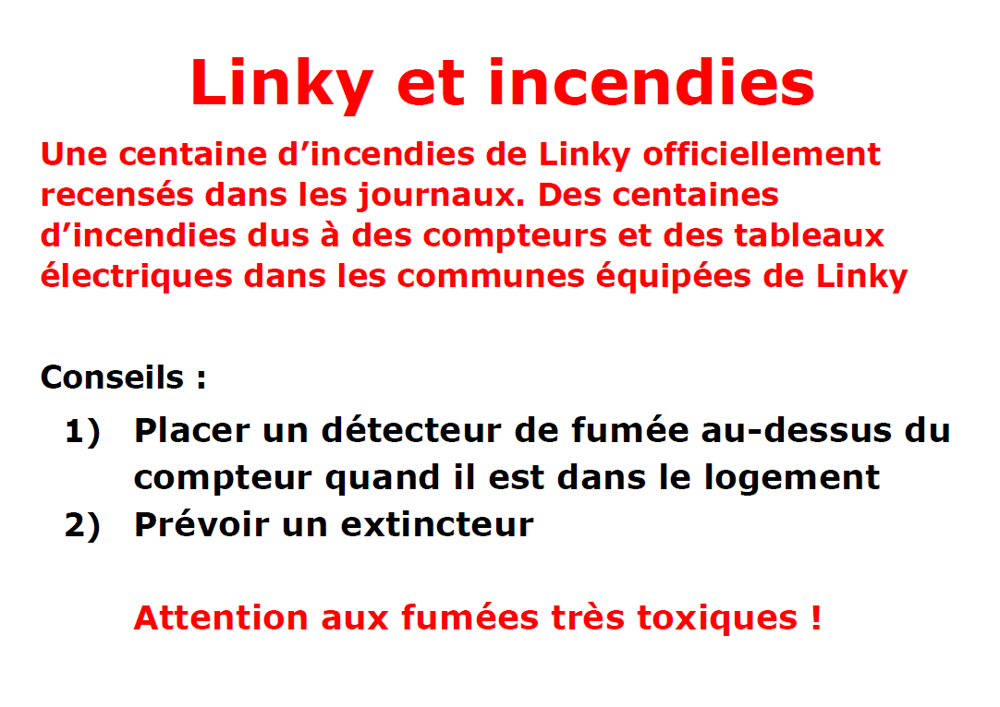 Linky et incendies
Une centaine d’incendies de Linky officiellement
recensés dans les journaux. Des centaines
d’incendies dus à des compteurs et des tableaux
électriques dans les communes équipées de Linky
Conseils :
1) Placer un détecteur de fumée au-dessus du
compteur quand il est dans le logement
2) Prévoir un extincteur
Attention aux fumées très toxiques !